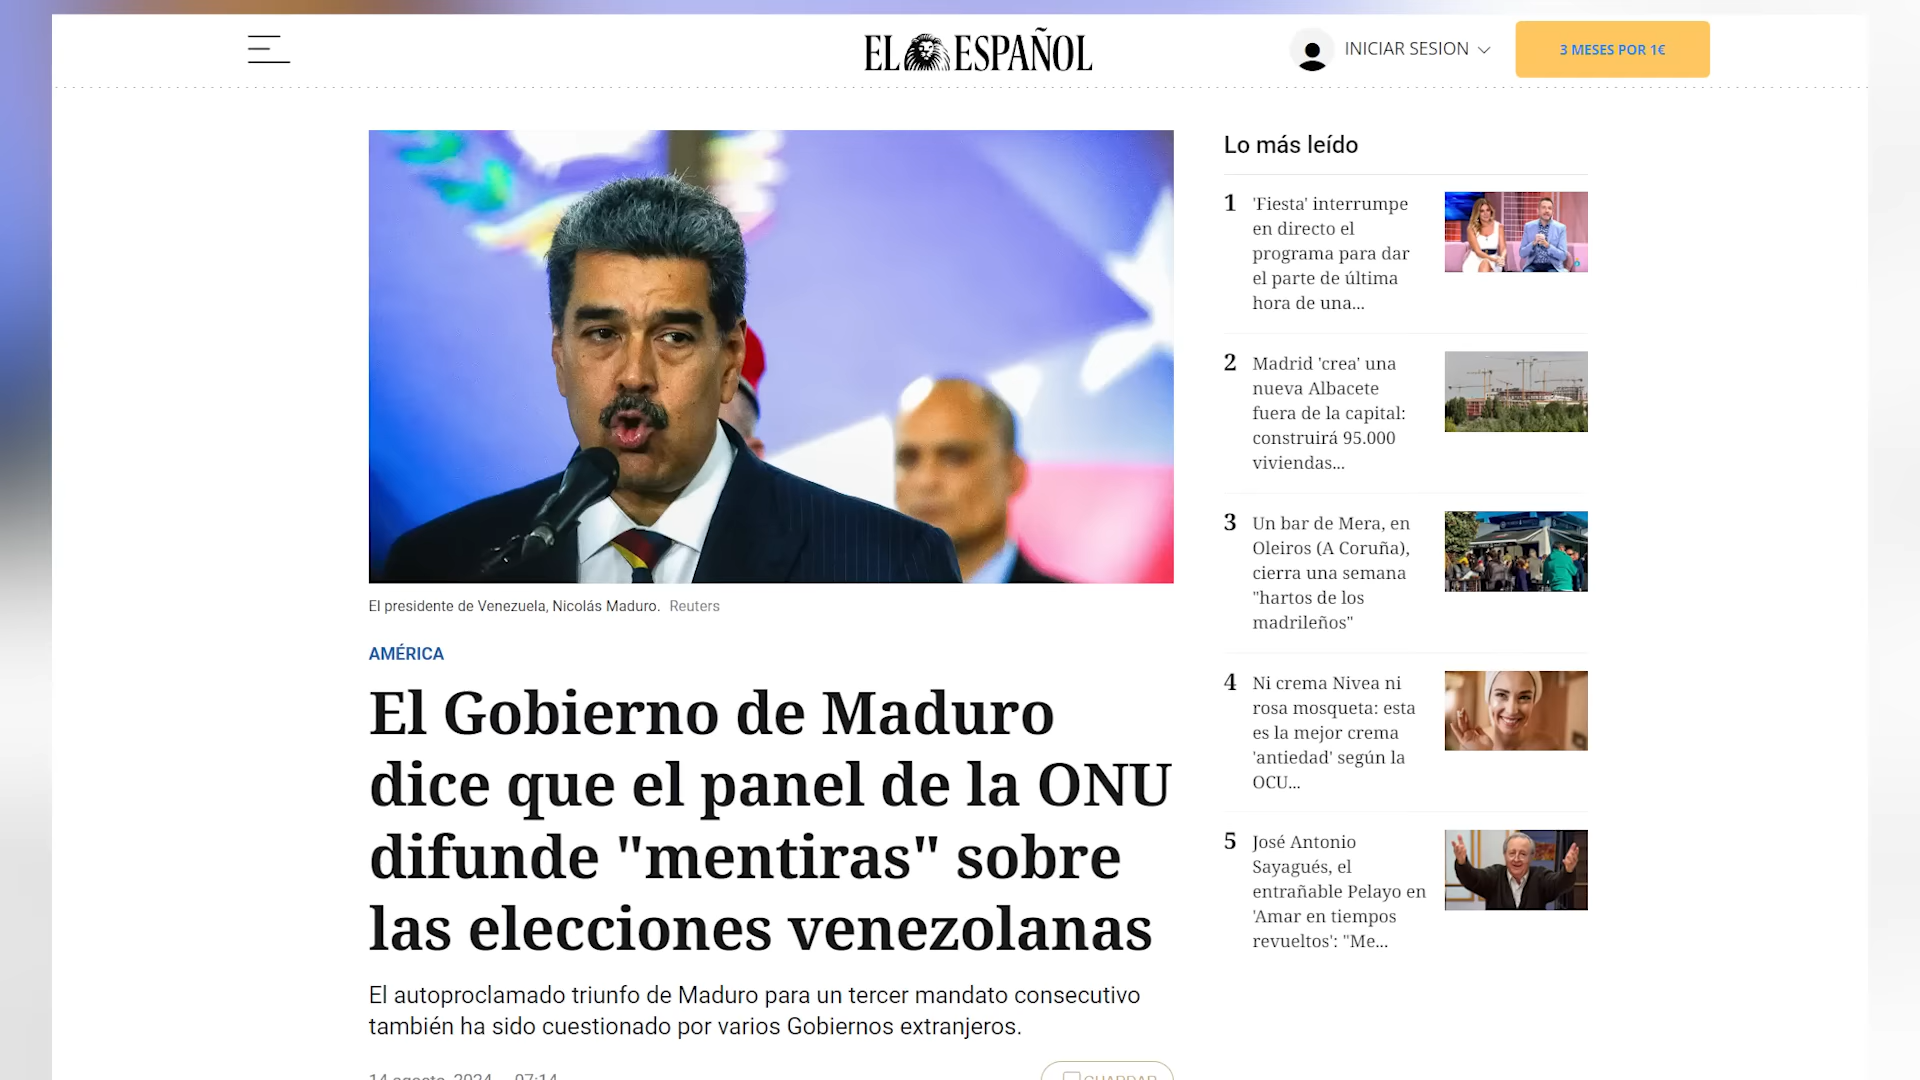 EL ESPAÑOL
INICIAR SESION
3 MESES POR 1€
El presidente de Venezuela, Nicolás Maduro. Reuters
AMÉRICA
El Gobierno de Maduro
dice que el panel de la ONU
difunde "mentiras" sobre
las elecciones venezolanas
El autoproclamado triunfo de Maduro para un tercer mandato consecutivo
también ha sido cuestionado por varios Gobiernos extranjeros.
14 agosto, 2024 07:14
GUARDAR
Lo más leído
1 'Fiesta' interrumpe
en directo el
programa para dar
el parte de última
hora de una...
2 Madrid 'crea' una
nueva Albacete
fuera de la capital:
construirá 95.000
viviendas...
3 Un bar de Mera, en
Oleiros (A Coruña),
cierra una semana
"hartos de los
madrileños"
4 Ni crema Nivea ni
rosa mosqueta: esta
es la mejor crema
'antiedad' según la
OCU...
5 José Antonio
Sayagués, el
entrañable Pelayo en
'Amar en tiempos
revueltos': "Me...